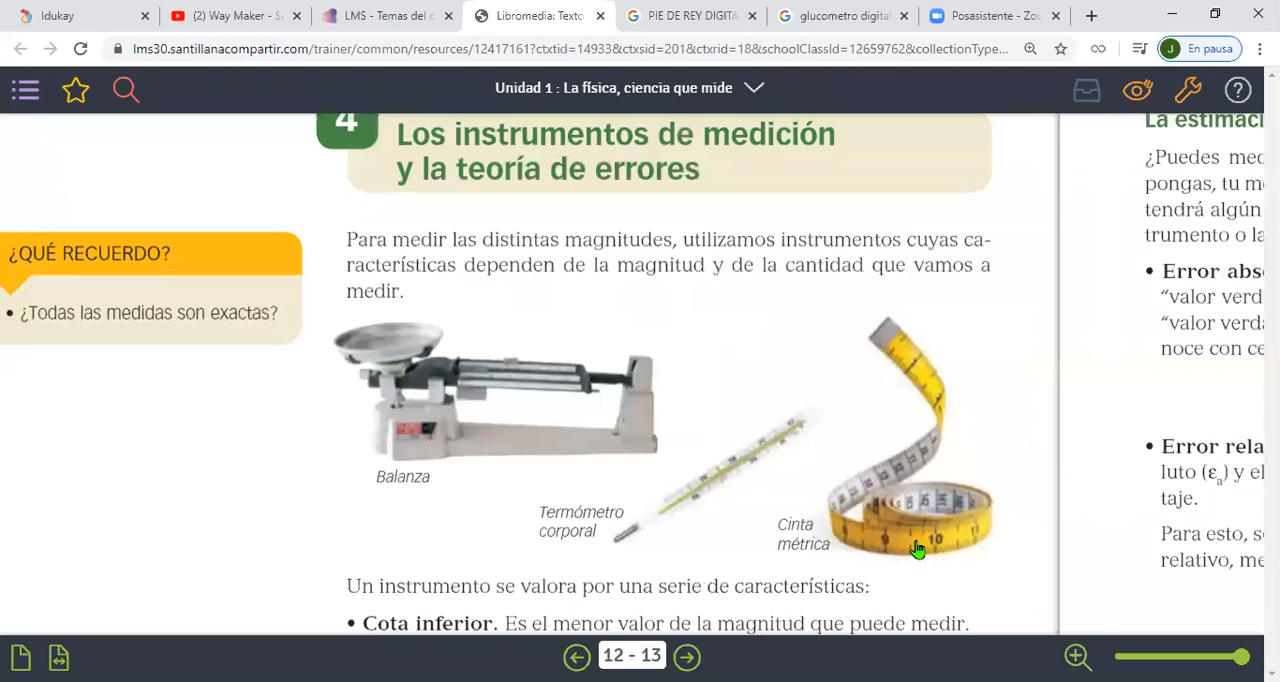 Idukay
(2) Way Maker - S
LMS - Temas del c
Libromedia: Texto
PIE DE REY DIGITA
glucometro digita
Posasistente - Zoo
lms30.santillanacompartir.com/trainer/common/resources/12417161?ctxtid=14933&ctxsid=201&ctxrid=18&schoolClassId=12659762&collectionType...
J
En pausa
Unidad 1 : La física, ciencia que mide
4
Los instrumentos de medición
y la teoría de errores
¿QUÉ RECUERDO?
• ¿Todas las medidas son exactas?
Para medir las distintas magnitudes, utilizamos instrumentos cuyas ca-
racterísticas dependen de la magnitud y de la cantidad que vamos a
medir.
Balanza
Termómetro
corporal
Cinta
métrica
10
Un instrumento se valora por una serie de características:
• Cota inferior. Es el menor valor de la magnitud que puede medir.
La estimaci
¿Puedes med
pongas, tu me
tendrá algún
trumento o la
• Error abs
“valor verd
“valor verda
noce con ce
• Error rela
luto (εa) y el
taje.
Para esto, s
relativo, me
12 - 13